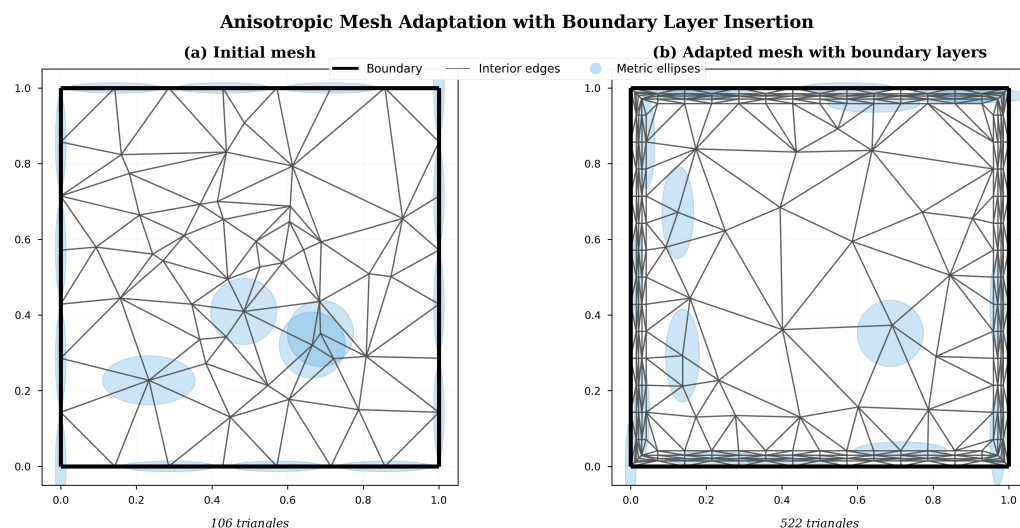 Anisotropic Mesh Adaptation with Boundary Layer Insertion
(a) Initial mesh
(b) Adapted mesh with boundary layers
Boundary
Interior edges
Metric ellipses
1.0
0.8
0.6
0.4
0.2
0.0
0.0 0.2 0.4 0.6 0.8 1.0
106 triangles
1.0
0.8
0.6
0.4
0.2
0.0
0.0 0.2 0.4 0.6 0.8 1.0
522 triangles